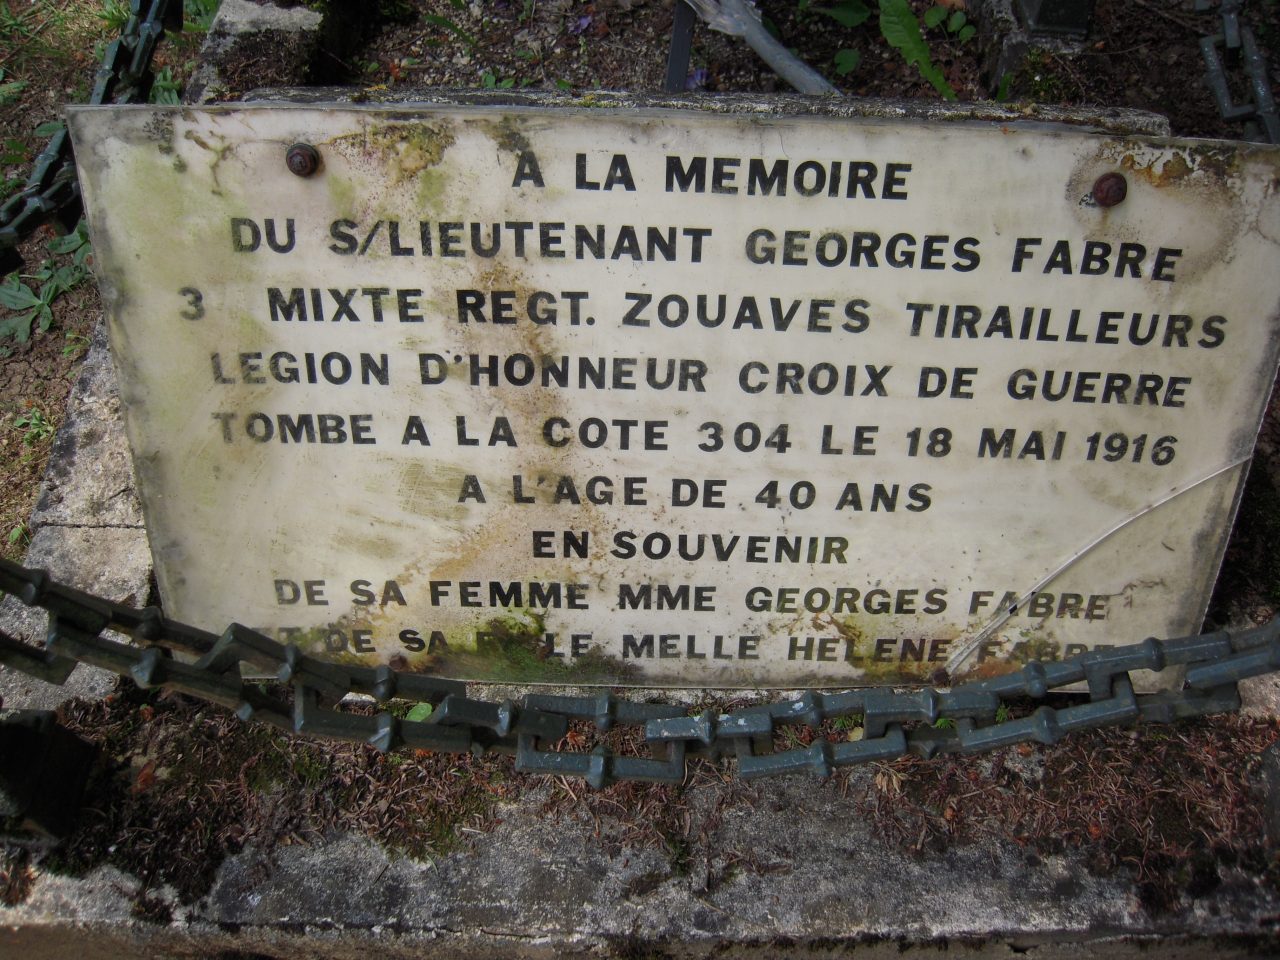 A LA MEMOIRE
DU S/LIEUTENANT GEORGES FABRE
3 MIXTE REGT. ZOUAVES TIRAILLEURS
LEGION D'HONNEUR CROIX DE GUERRE
TOMBE A LA COTE 304 LE 18 MAI 1916
A L'AGE DE 40 ANS
EN SOUVENIR
DE SA FEMME MME GEORGES FABRE
DE SA MELLE HELENE FABRE